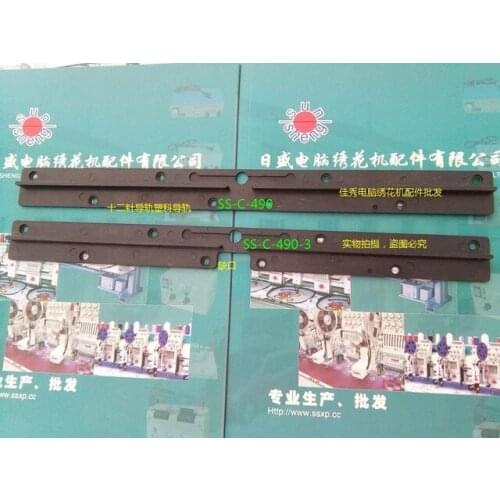 sun sheng
日盛电脑绣花机配件有限公司
sun sheng
日盛电脑绣花机配件有限公司
SHENG
十二针导轨塑料导轨
SS-C-490
佳秀电脑绣花机配件批发
SS-C-490-3
实物拍摄，盗图必究
缺口
专业生产、批发
www.ssxp.cc
专业生产、批发
Http://www.ssxp.cc